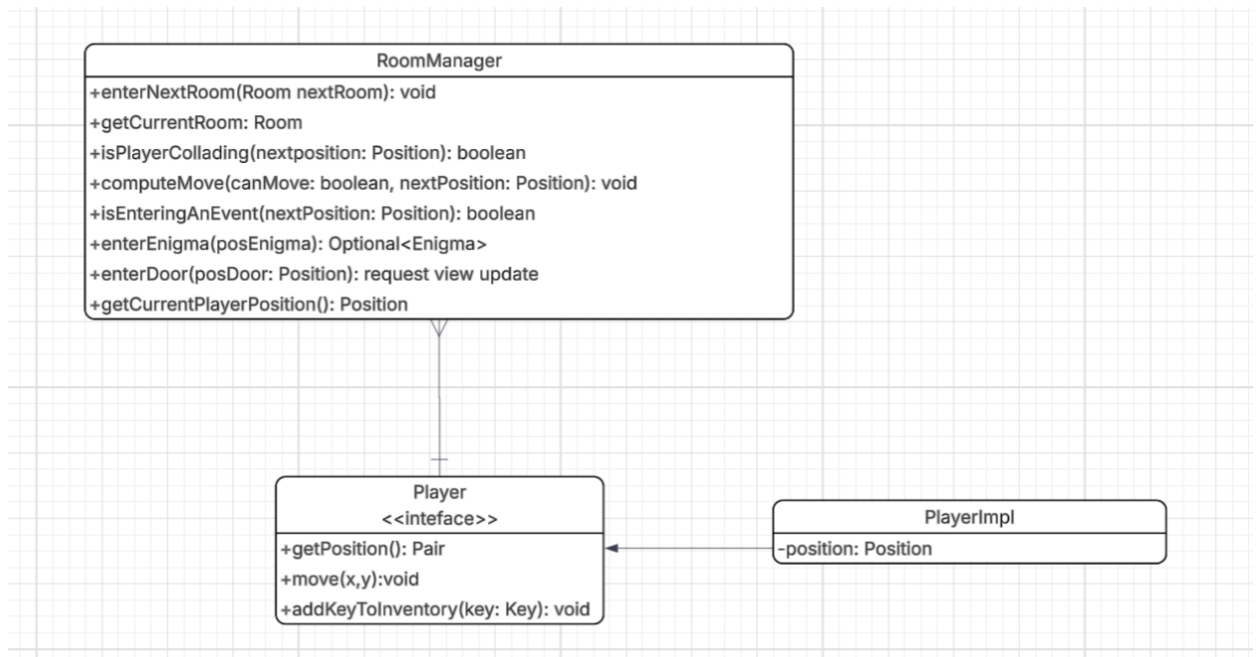 RoomManager
+enterNextRoom(Room nextRoom): void
+getCurrentRoom: Room
+isPlayerCollading(nextposition: Position): boolean
+computeMove(canMove: boolean, nextPosition: Position): void
+isEnteringAnEvent(nextPosition: Position): boolean
+enterEnigma(posEnigma): Optional<Enigma>
+enterDoor(posDoor: Position): request view update
+getCurrentPlayerPosition(): Position
Player
<<inteface>>
+getPosition(): Pair
+move(x,y):void
+addKeyToInventory(key: Key): void
PlayerImpl
-position: Position